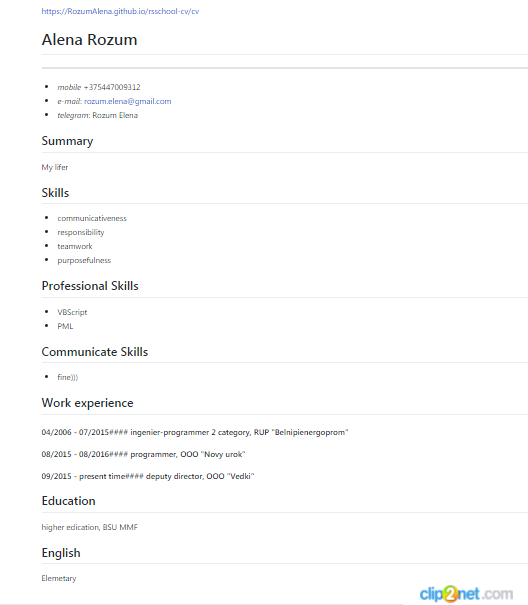 https://RozumAlena.github.io/rsschool-cv/cv
Alena Rozum
mobile +375447009312
e-mail: rozum.elena@gmail.com
telegram: Rozum Elena
Summary
My lifer
Skills
communicativeness
responsibility
teamwork
purposefulness
Professional Skills
VBScript
PML
Communicate Skills
fine)))
Work experience
04/2006 - 07/2015#### ingenier-programmer 2 category, RUP "Belnipienergoprom"
08/2015 - 08/2016#### programmer, OOO "Novy urok"
09/2015 - present time#### deputy director, OOO "Vedki"
Education
higher edication, BSU MMF
English
Elemetary
clip2net.com